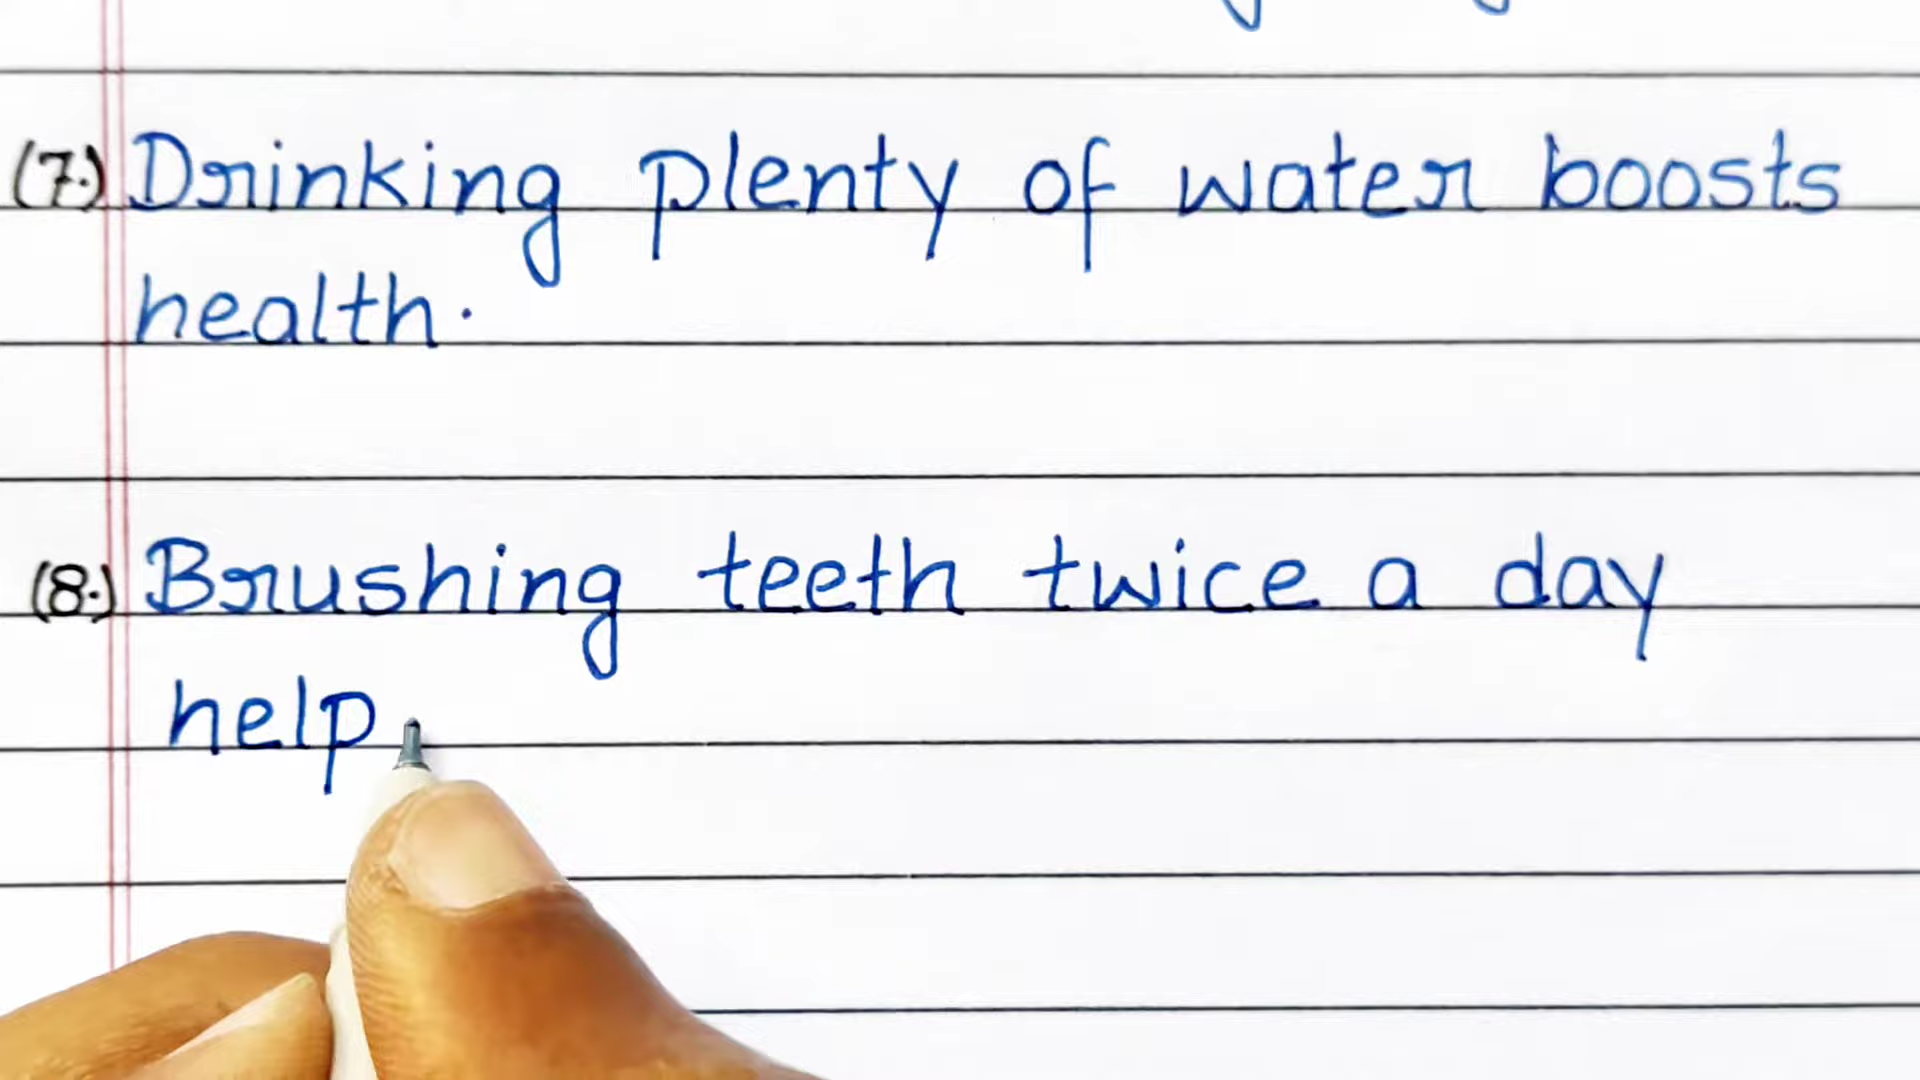 (7.) Drinking plenty of water boosts
health.
(8.) Brushing teeth twice a day
help